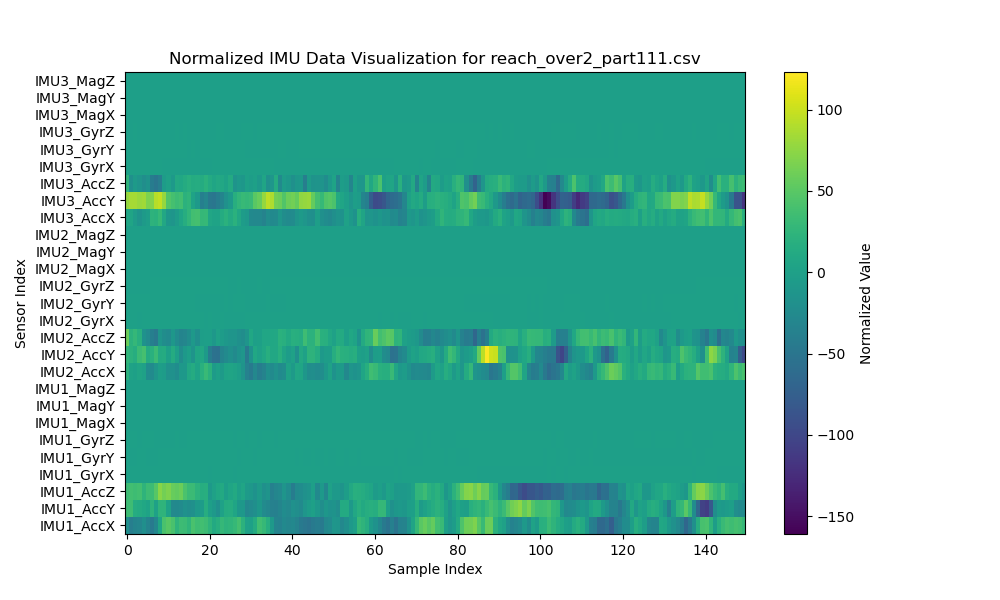 Normalized IMU Data Visualization for reach_over2_part111.csv
IMU3_MagZ
IMU3_MagY
IMU3_MagX
IMU3_GyrZ
IMU3_GyrY
IMU3_GyrX
IMU3_AccZ
IMU3_AccY
IMU3_AccX
IMU2_MagZ
IMU2_MagY
IMU2_MagX
IMU2_GyrZ
IMU2_GyrY
IMU2_GyrX
IMU2_AccZ
IMU2_AccY
IMU2_AccX
IMU1_MagZ
IMU1_MagY
IMU1_MagX
IMU1_GyrZ
IMU1_GyrY
IMU1_GyrX
IMU1_AccZ
IMU1_AccY
IMU1_AccX
Sensor Index
0 20 40 60 80 100 120 140
Sample Index
100
50
0
−50
−100
−150
Normalized Value